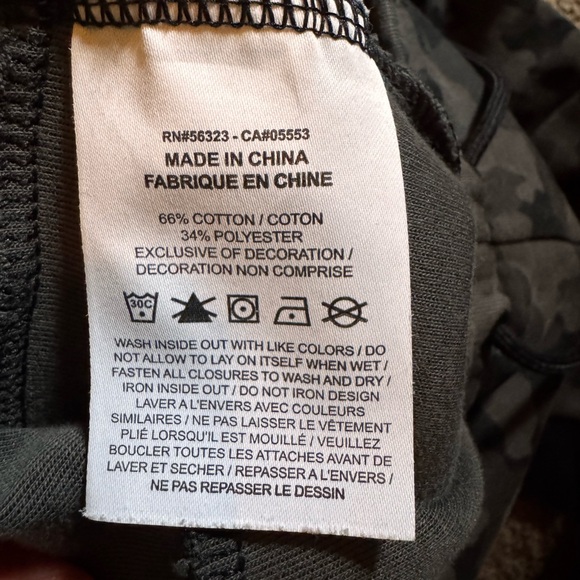 RN#56323 - CA#05553
MADE IN CHINA
FABRIQUE EN CHINE
66% COTTON / COTON
34% POLYESTER
EXCLUSIVE OF DECORATION /
DECORATION NON COMPRISE
30C
WASH INSIDE OUT WITH LIKE COLORS / DO
NOT ALLOW TO LAY ON ITSELF WHEN WET /
FASTEN ALL CLOSURES TO WASH AND DRY /
IRON INSIDE OUT / DO NOT IRON DESIGN
LAVER A L'ENVERS AVEC COULEURS
SIMILAIRES / NE PAS LAISSER LE VÊTEMENT
PLIÉ LORSQU'IL EST MOUILLÉ / VEUILLEZ
BOUCLER TOUTES LES ATTACHES AVANT DE
LAVER ET SECHER / REPASSER A L'ENVERS /
NE PAS REPASSER LE DESSIN